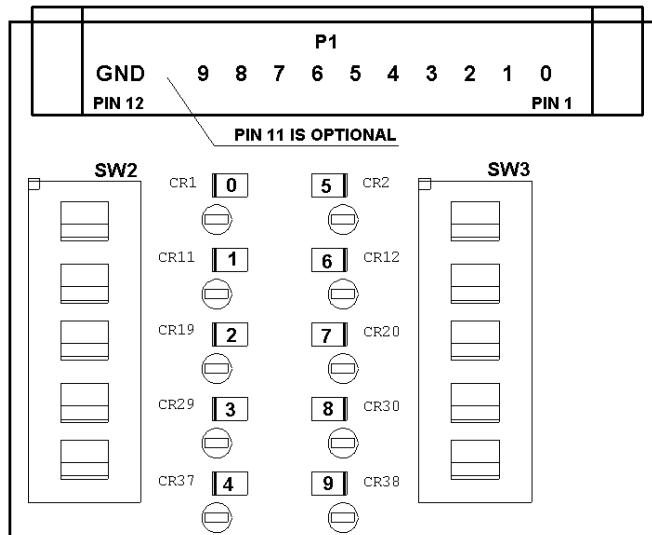 P1
GND 9 8 7 6 5 4 3 2 1 0
PIN 12 PIN 1
PIN 11 IS OPTIONAL
SW2 SW3
CR1 0 5 CR2
CR11 1 6 CR12
CR19 2 7 CR20
CR29 3 8 CR30
CR37 4 9 CR38